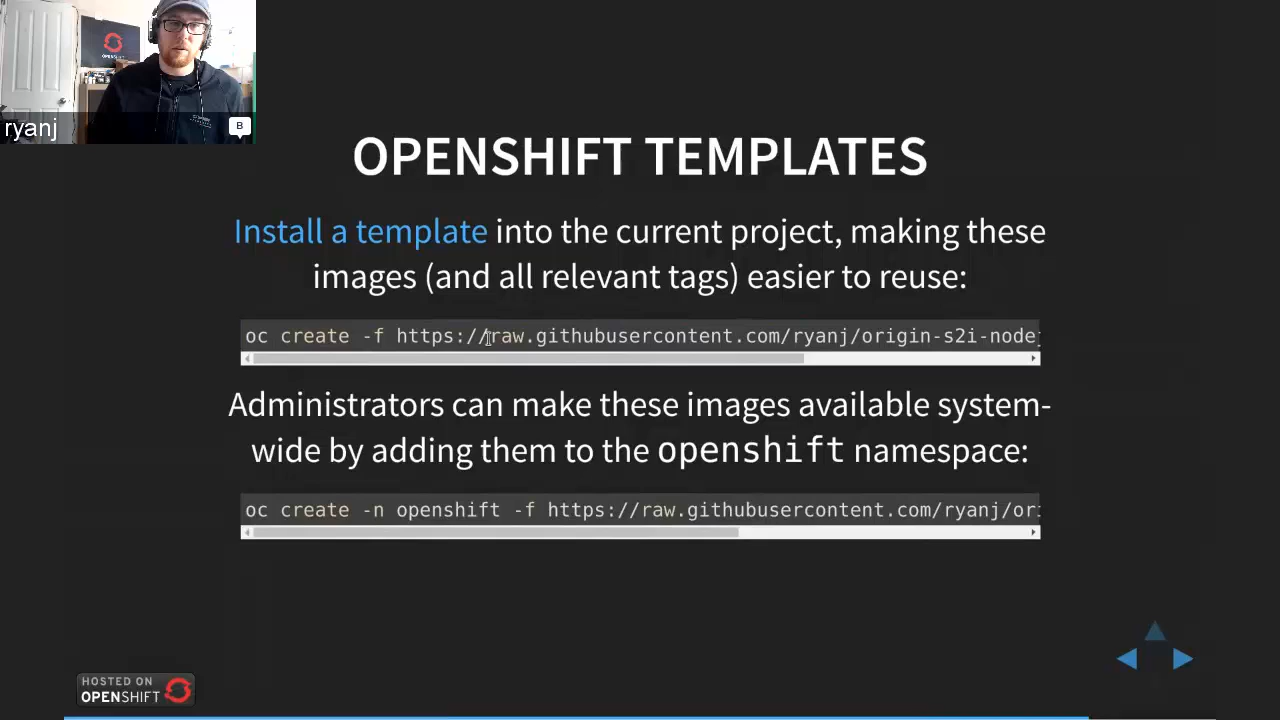 OPENSHIFT
ryanj
B
OPENSHIFT TEMPLATES
Install a template into the current project, making these
images (and all relevant tags) easier to reuse:
oc create -f https://raw.githubusercontent.com/ryanj/origin-s2i-node
Administrators can make these images available system-
wide by adding them to the openshift namespace:
oc create -n openshift -f https://raw.githubusercontent.com/ryanj/or
HOSTED ON
OPENSHIFT